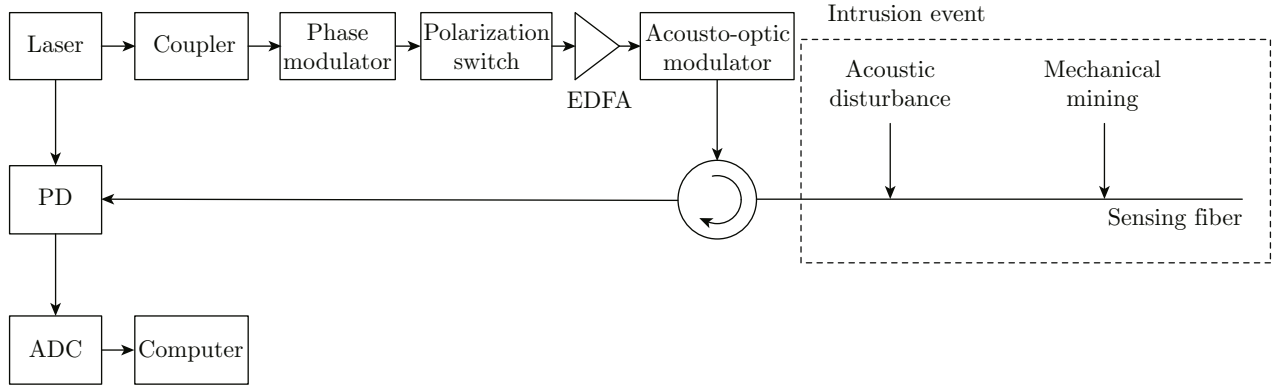 Intrusion event
Laser
Coupler
Phase
modulator
Polarization
switch
EDFA
Acousto-optic
modulator
Acoustic
disturbance
Mechanical
mining
PD
Sensing fiber
ADC
Computer